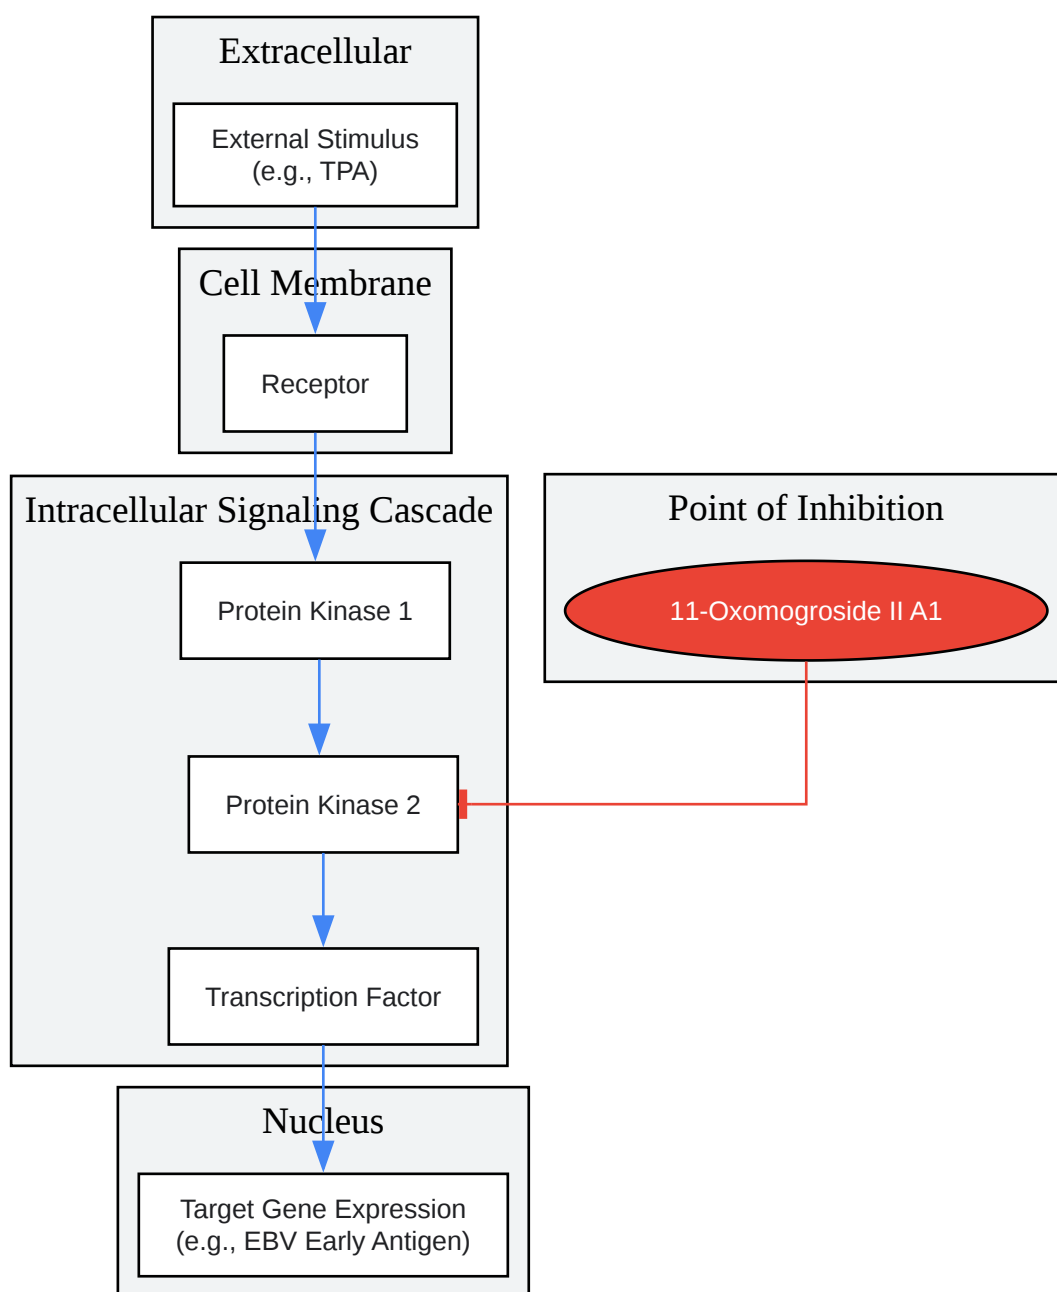 Extracellular
External Stimulus
(e.g., TPA)
Cell Membrane
Receptor
Intracellular Signaling Cascade
Protein Kinase 1
Point of Inhibition
11-Oxomogroside II A1
Protein Kinase 2
Transcription Factor
Nucleus
Target Gene Expression
(e.g., EBV Early Antigen)